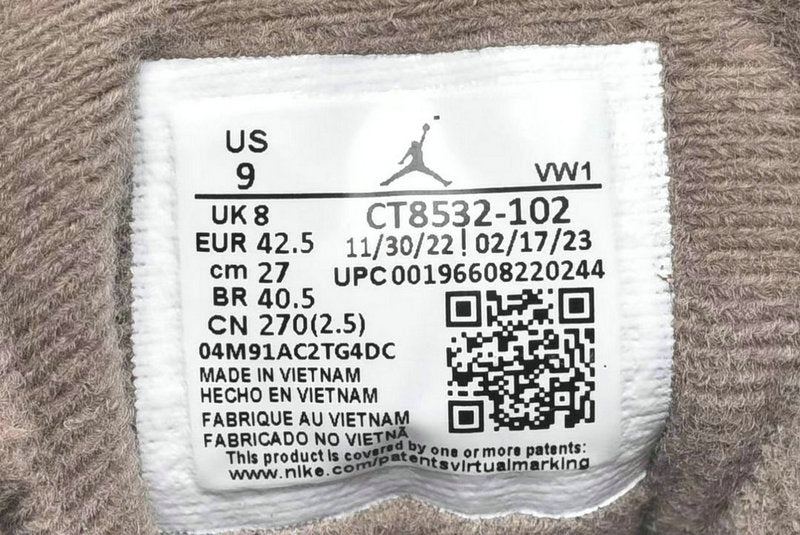 US
9
VW1
UK 8
CT8532-102
EUR 42.5
11/30/22 ! 02/17/23
cm 27
UPC 00196608220244
BR 40.5
CN 270(2.5)
04M91AC2TG4DC
MADE IN VIETNAM
HECHO EN VIETNAM
FABRIQUE AU VIETNAM
FABRICADO NO VIETNÃ
This product is covered by one or more patents:
www.nike.com/patentsvirtualmarking